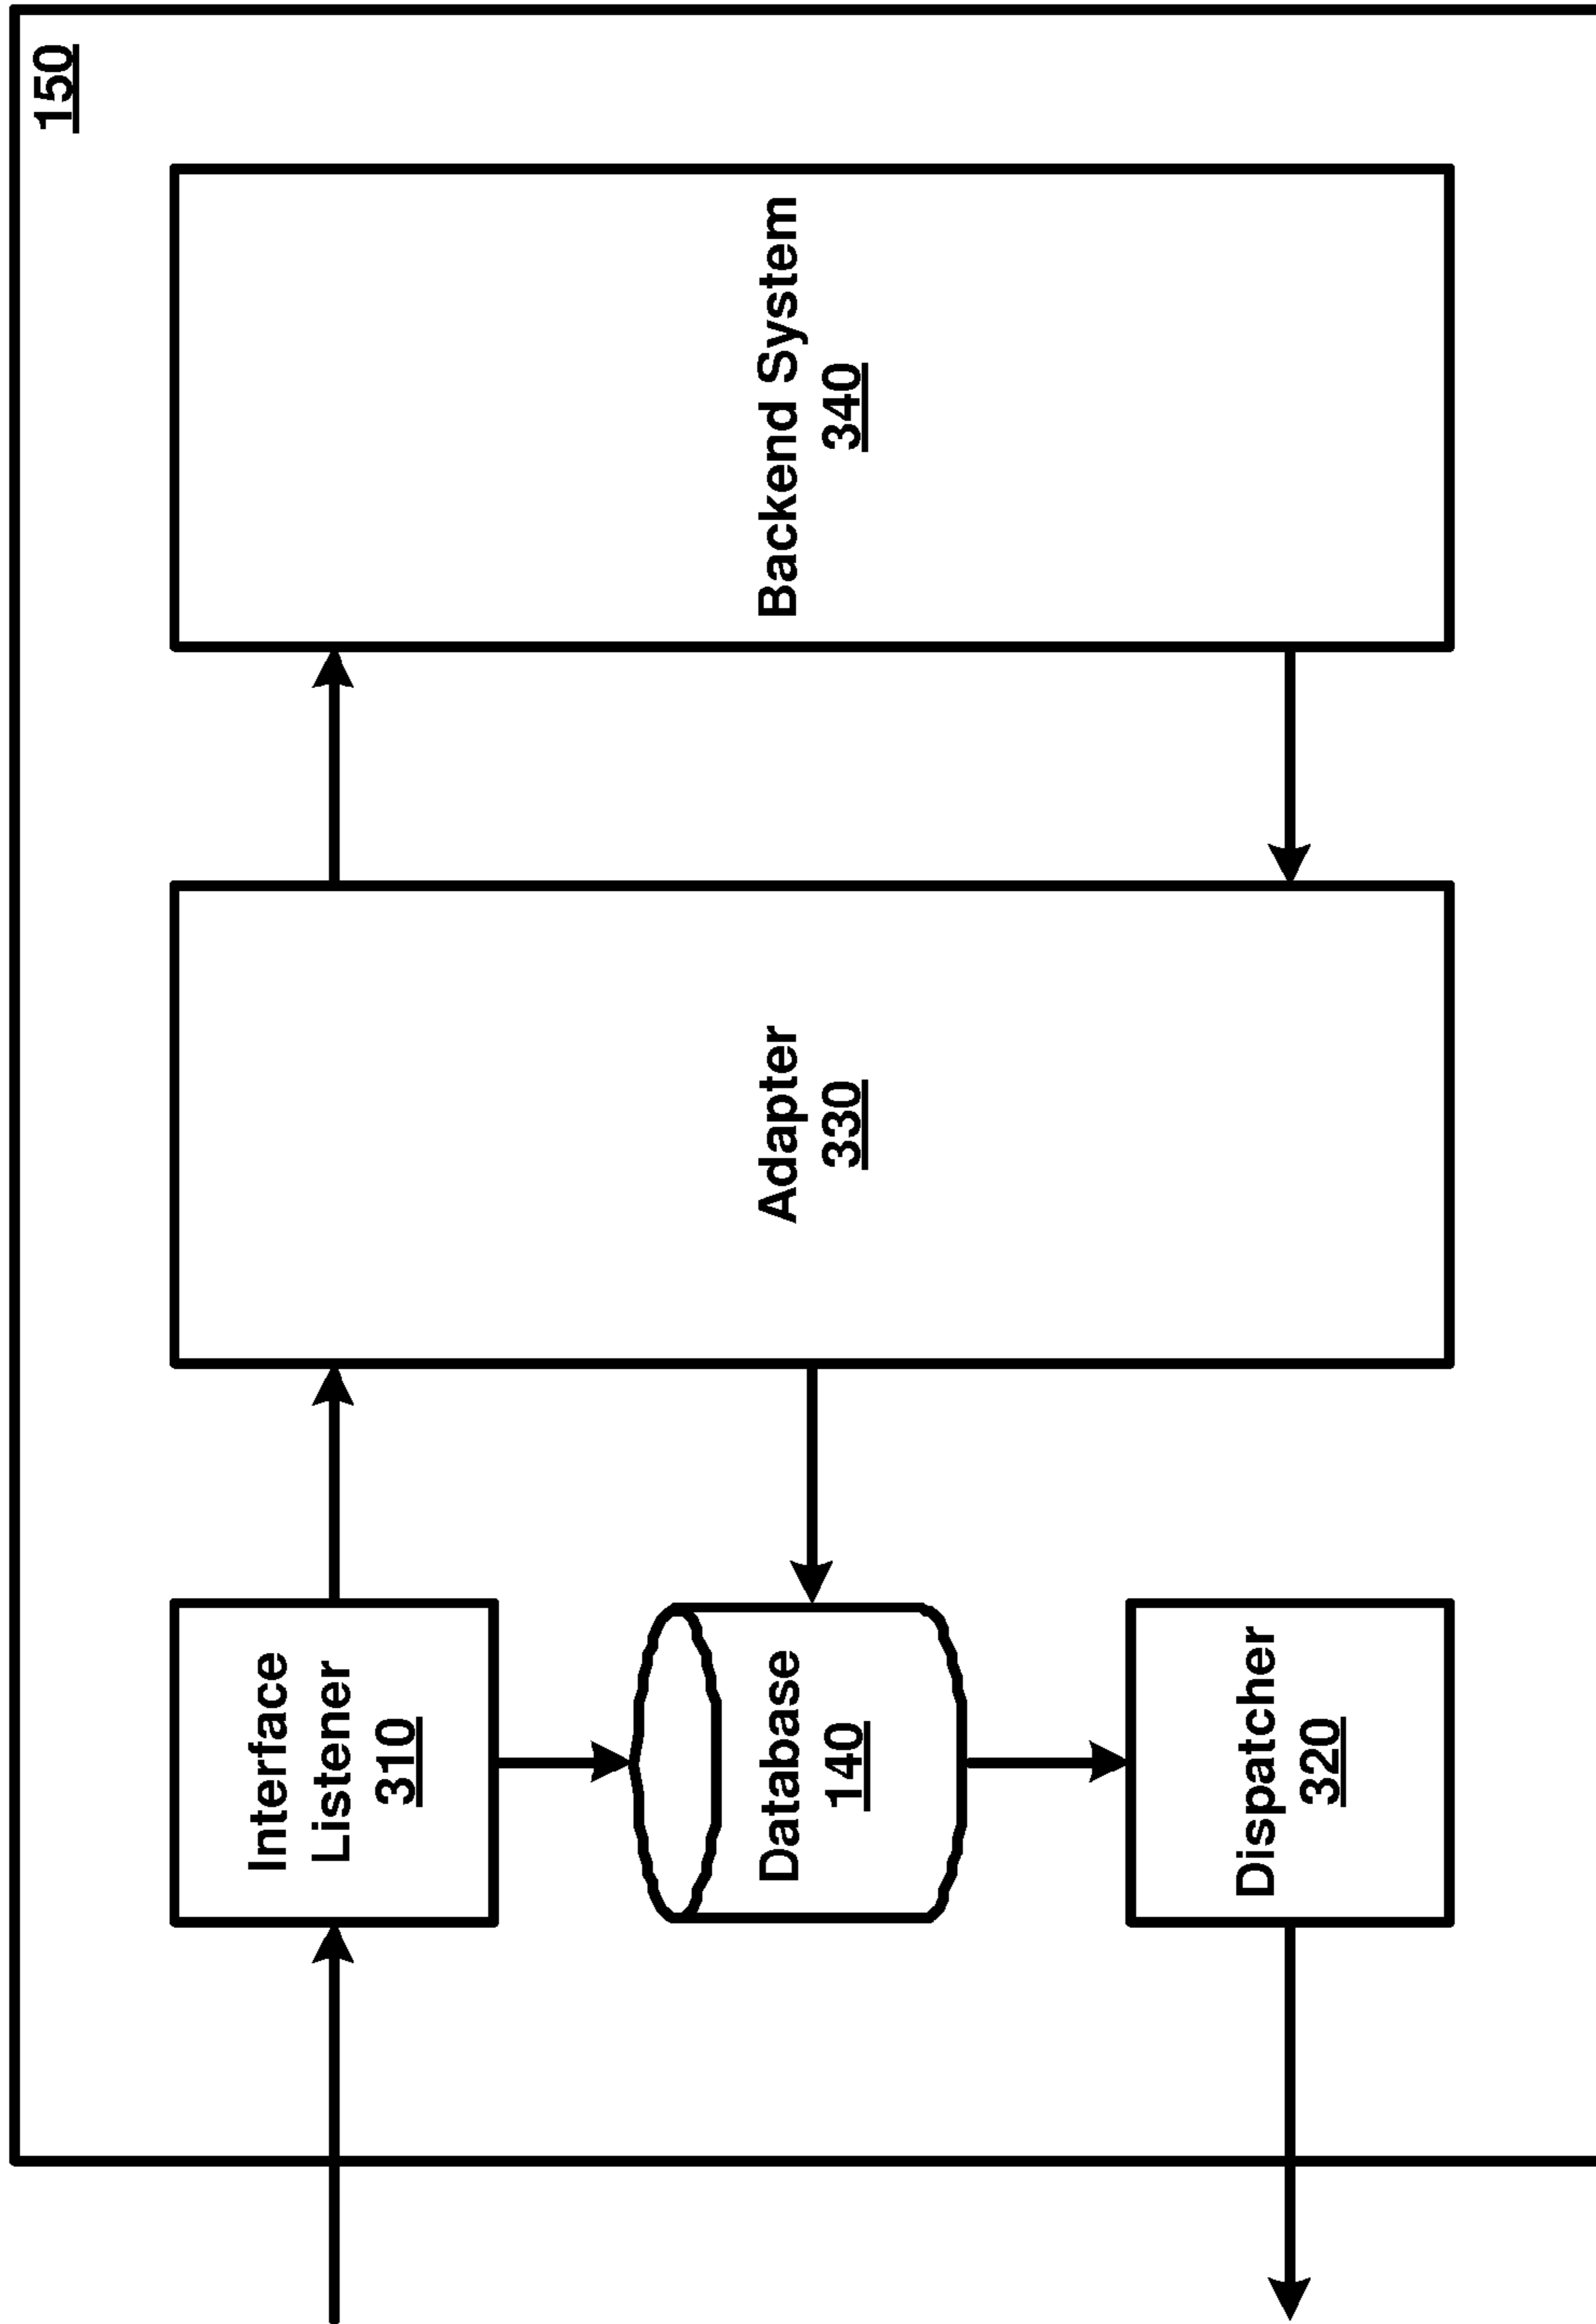 150
Interface
Listener
310
Database
140
Dispatcher
320
Adapter
330
Backend System
340